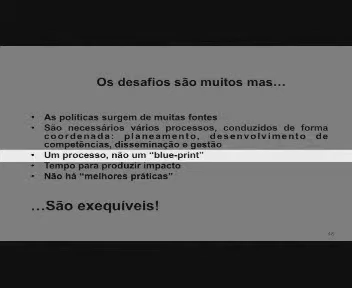 Os desafios são muitos mas...
• As políticas surgem de muitas fontes
• São necessários vários processos, conduzidos de forma
coordenada: planeamento, desenvolvimento de
competências, disseminação e gestão
• Um processo, não um “blue-print”
• Tempo para produzir impacto
• Não há “melhores práticas”
...São exequíveis!